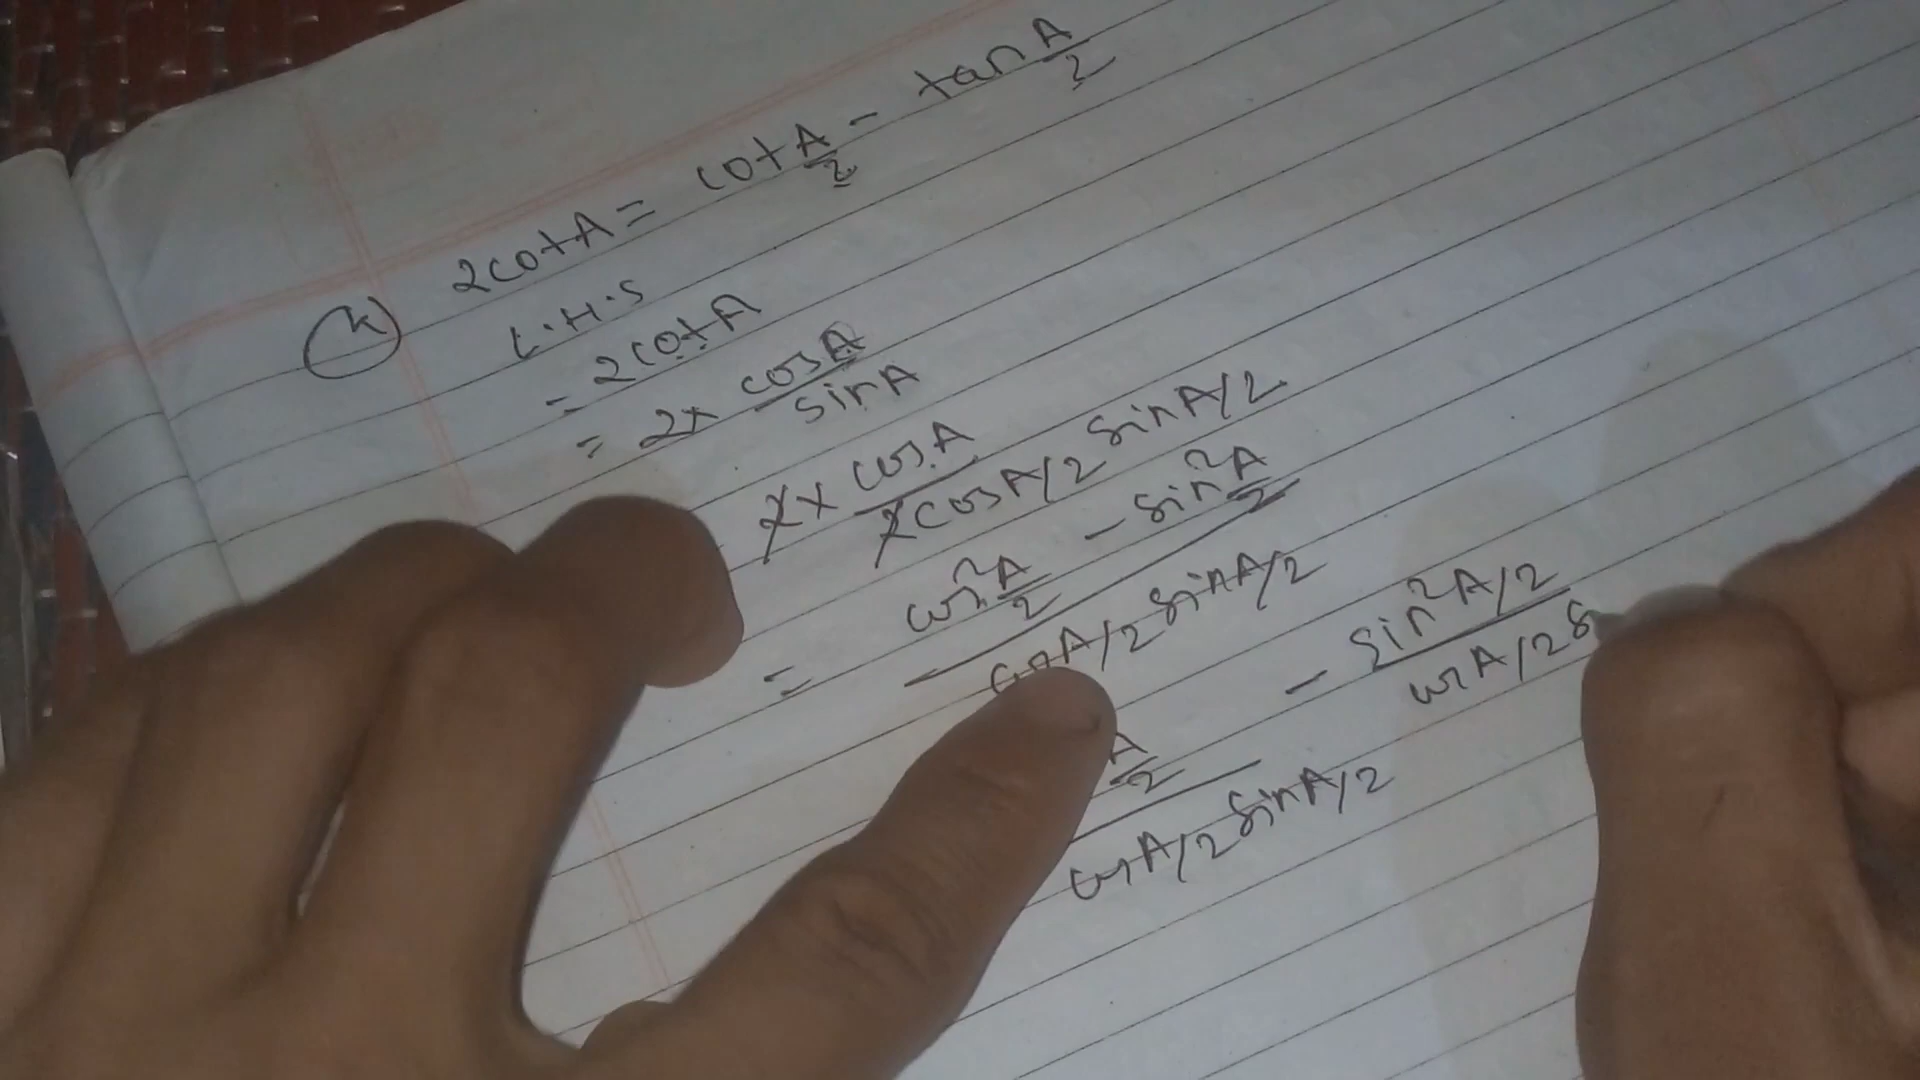 k) 2cotA = cot A/2 - tan A/2
L.H.S
= 2cotA
= 2x cosA/sinA
2x cosA/2cosA/2 sinA/2
= cos²A/2 - sin²A/2 / cosA/2 sinA/2
A/2 / cosA/2 sinA/2 - sin²A/2 / cosA/2 s